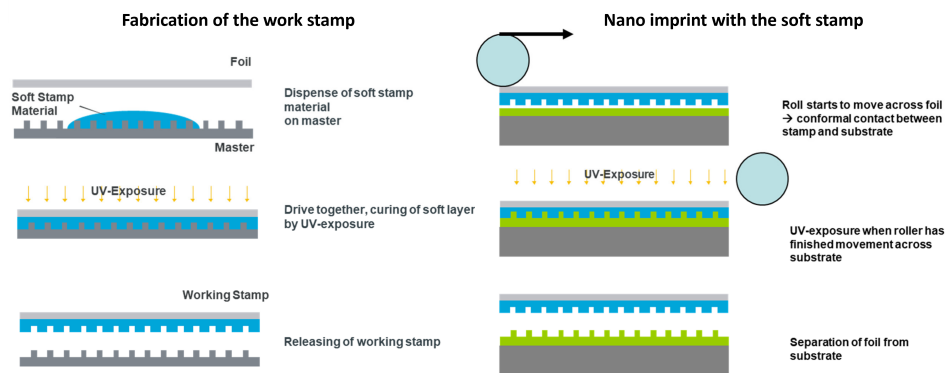 Fabrication of the work stamp
Foil
Soft Stamp
Material
Master
Dispense of soft stamp
material
on master
UV-Exposure
Drive together, curing of soft layer
by UV-exposure
Working Stamp
Releasing of working stamp
Nano imprint with the soft stamp
Roll starts to move across foil
→ conformal contact between
stamp and substrate
UV-Exposure
UV-exposure when roller has
finished movement across
substrate
Separation of foil from
substrate